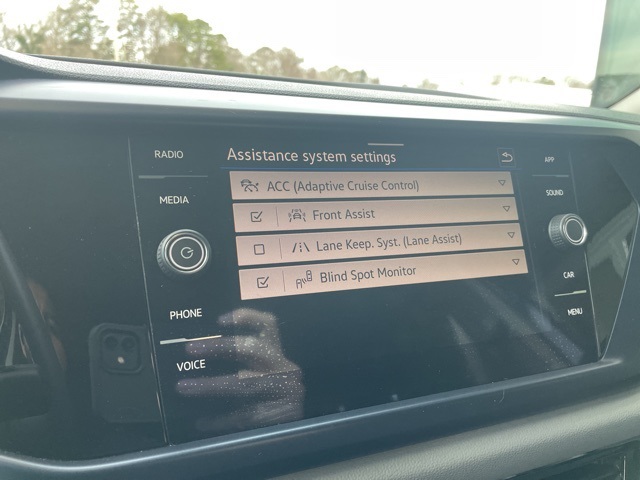 RADIO
MEDIA
PHONE
VOICE
Assistance system settings
ACC (Adaptive Cruise Control)
Front Assist
Lane Keep. Syst. (Lane Assist)
Blind Spot Monitor
APP
SOUND
CAR
MENU